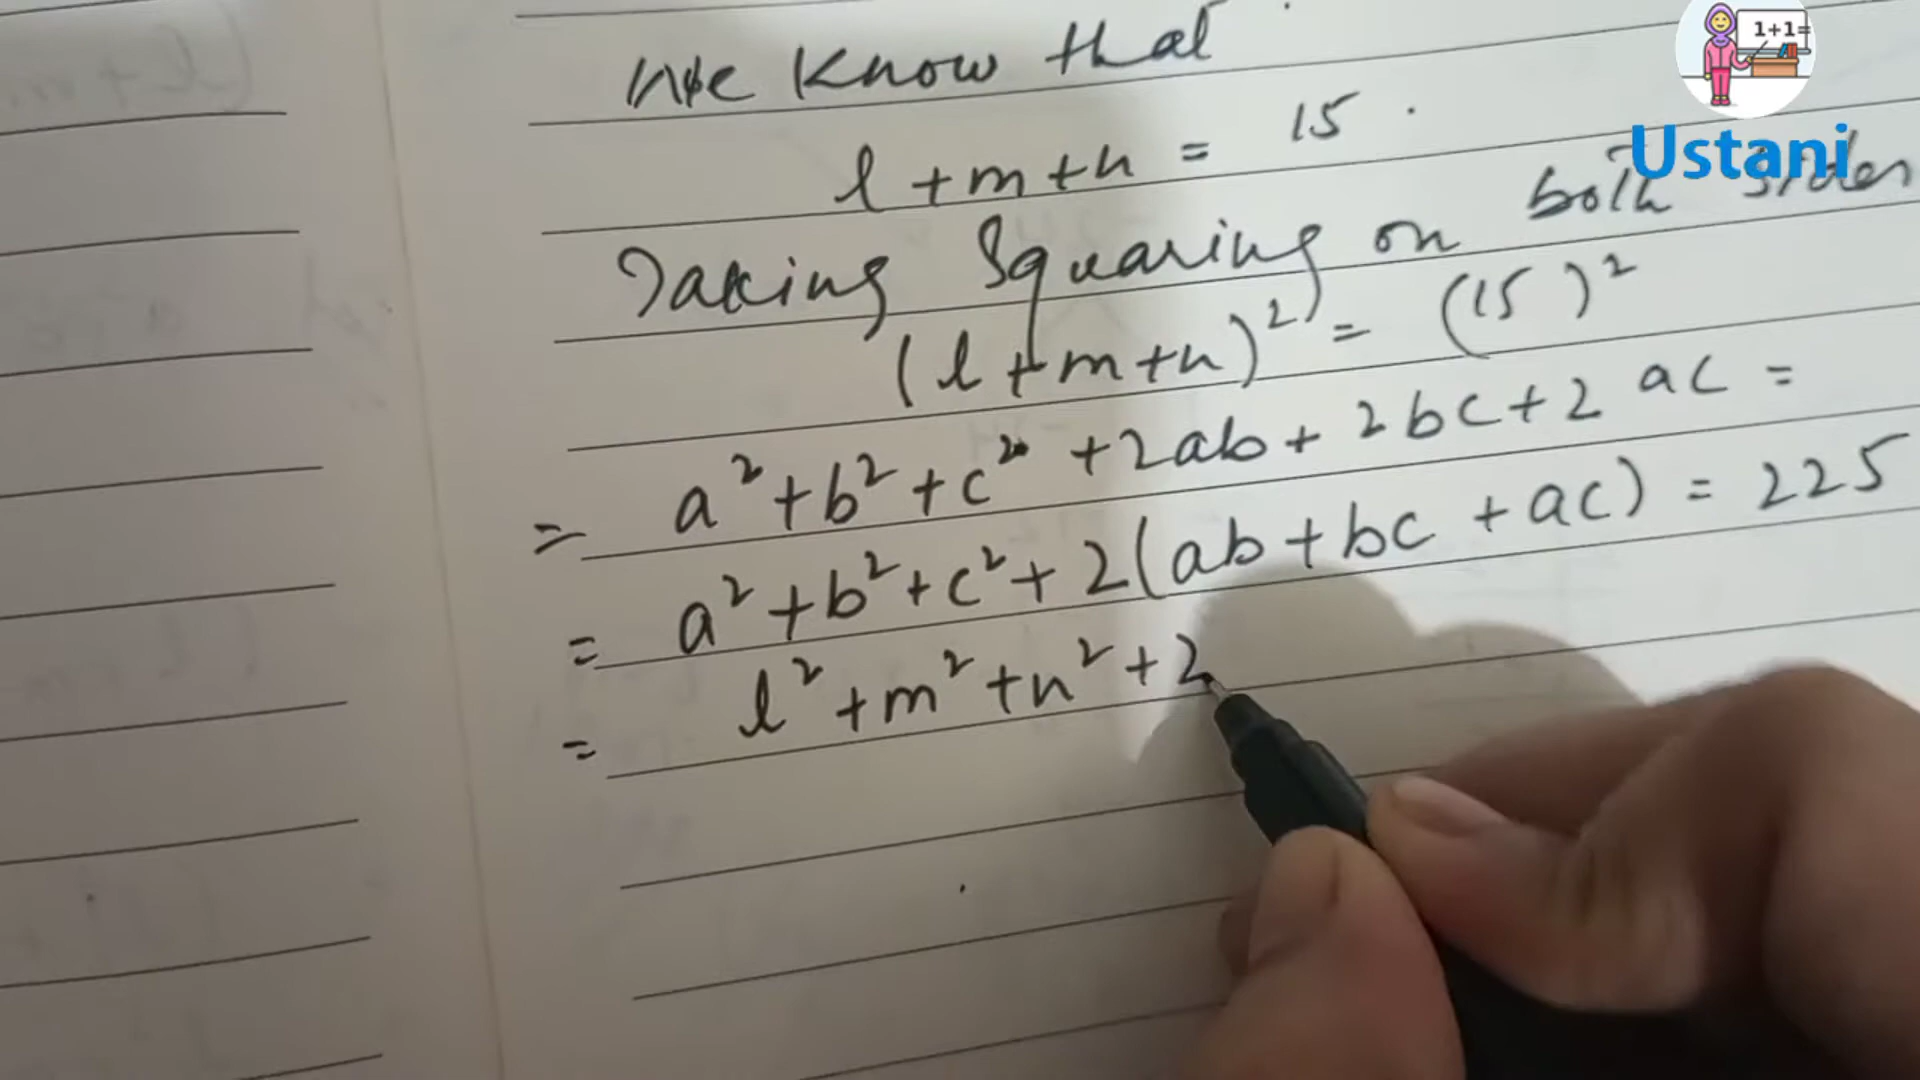 We know that
l + m + n = 15 .
Taking Squaring on both sides
(l + m + n)² = (15)²
= a² + b² + c² + 2ab + 2bc + 2 ac =
= a² + b² + c² + 2(ab + bc + ac) = 225
= l² + m² + n² + 2
1+1=
Ustani